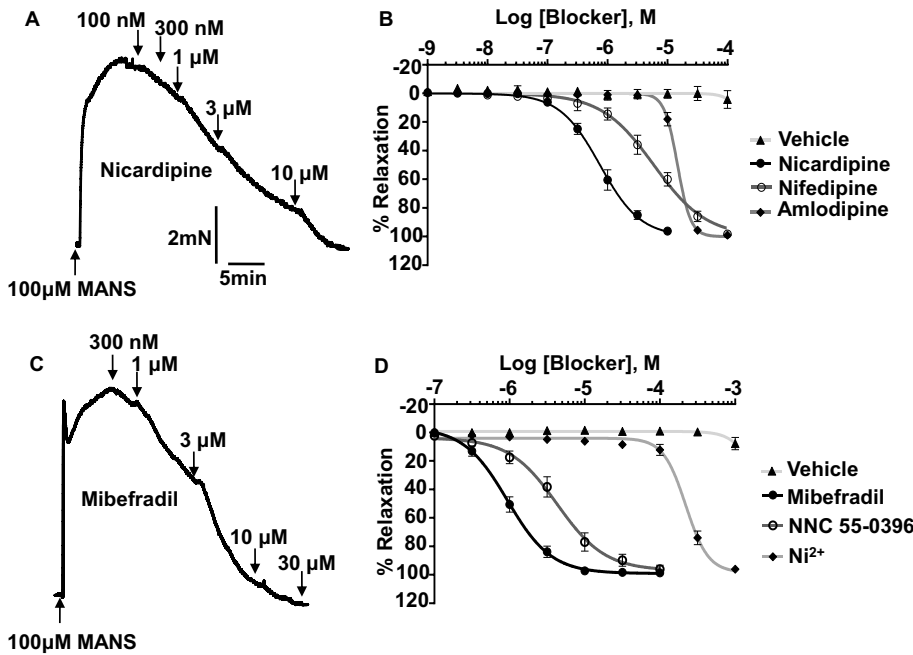 A
100 nM
300 nM
1 µM
3 µM
10 µM
Nicardipine
2mN
5min
100µM MANS
B
Log [Blocker], M
-9 -8 -7 -6 -5 -4
-20
0
20
40
60
80
100
120
% Relaxation
Vehicle
Nicardipine
Nifedipine
Amlodipine
C
300 nM
1 µM
3 µM
10 µM
30 µM
Mibefradil
100µM MANS
D
Log [Blocker], M
-7 -6 -5 -4 -3
-20
0
20
40
60
80
100
120
% Relaxation
Vehicle
Mibefradil
NNC 55-0396
Ni²⁺